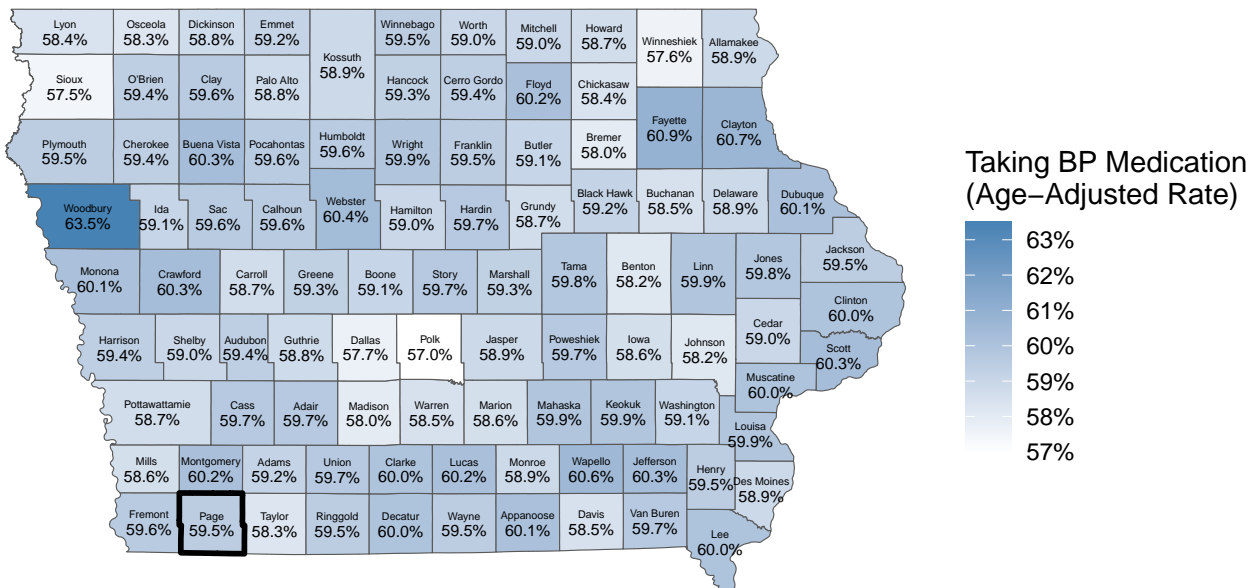 Lyon
58.4%
Osceola
58.3%
Dickinson
58.8%
Emmet
59.2%
Kossuth
58.9%
Winnebago
59.5%
Worth
59.0%
Mitchell
59.0%
Howard
58.7%
Winneshiek
57.6%
Allamakee
58.9%
Sioux
57.5%
O'Brien
59.4%
Clay
59.6%
Palo Alto
58.8%
Hancock
59.3%
Cerro Gordo
59.4%
Floyd
60.2%
Chickasaw
58.4%
Fayette
60.9%
Clayton
60.7%
Plymouth
59.5%
Cherokee
59.4%
Buena Vista
60.3%
Pocahontas
59.6%
Humboldt
59.6%
Wright
59.9%
Franklin
59.5%
Butler
59.1%
Bremer
58.0%
Woodbury
63.5%
Ida
59.1%
Sac
59.6%
Calhoun
59.6%
Webster
60.4%
Hamilton
59.0%
Hardin
59.7%
Grundy
58.7%
Black Hawk
59.2%
Buchanan
58.5%
Delaware
58.9%
Dubuque
60.1%
Monona
60.1%
Crawford
60.3%
Carroll
58.7%
Greene
59.3%
Boone
59.1%
Story
59.7%
Marshall
59.3%
Tama
59.8%
Benton
58.2%
Linn
59.9%
Jones
59.8%
Jackson
59.5%
Clinton
60.0%
Harrison
59.4%
Shelby
59.0%
Audubon
59.4%
Guthrie
58.8%
Dallas
57.7%
Polk
57.0%
Jasper
58.9%
Poweshiek
59.7%
Iowa
58.6%
Johnson
58.2%
Cedar
59.0%
Scott
60.3%
Muscatine
60.0%
Pottawattamie
58.7%
Cass
59.7%
Adair
59.7%
Madison
58.0%
Warren
58.5%
Marion
58.6%
Mahaska
59.9%
Keokuk
59.9%
Washington
59.1%
Louisa
59.9%
Mills
58.6%
Montgomery
60.2%
Adams
59.2%
Union
59.7%
Clarke
60.0%
Lucas
60.2%
Monroe
58.9%
Wapello
60.6%
Jefferson
60.3%
Henry
59.5%
Des Moines
58.9%
Fremont
59.6%
Page
59.5%
Taylor
58.3%
Ringgold
59.5%
Decatur
60.0%
Wayne
59.5%
Appanoose
60.1%
Davis
58.5%
Van Buren
59.7%
Lee
60.0%
Taking BP Medication
(Age−Adjusted Rate)
63%
62%
61%
60%
59%
58%
57%